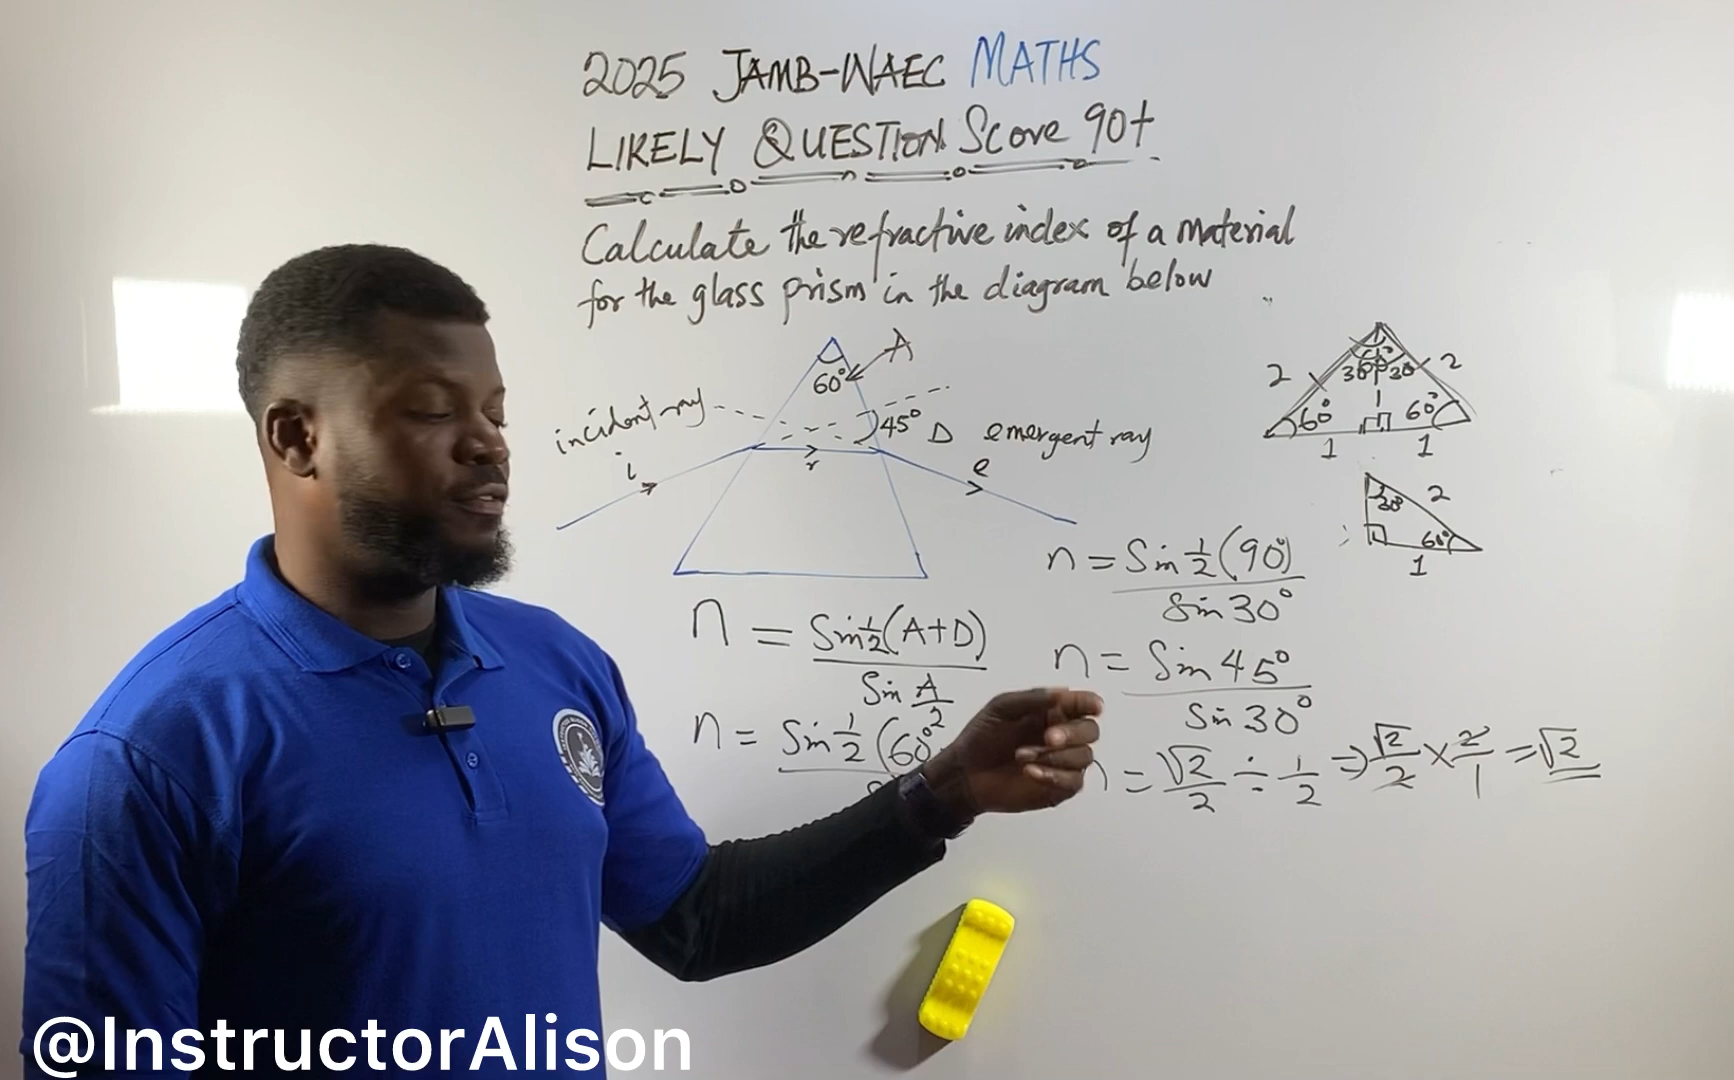 2025 JAMB-WAEC MATHS
LIKELY QUESTION Score 90+
Calculate the refractive index of a material
for the glass prism in the diagram below
A
60°
incident ray
45° D emergent ray
i
r
e
2 30° 30° 2
60° 60°
1 1
30° 2
60°
1
n = Sin ½(A+D)
Sin A/2
n = Sin ½(60°
n = Sin ½(90°)
Sin 30°
n = Sin 45°
Sin 30°
= √2/2 ÷ 1/2 ⇒ √2/2 × 2/1 = √2
@InstructorAlison